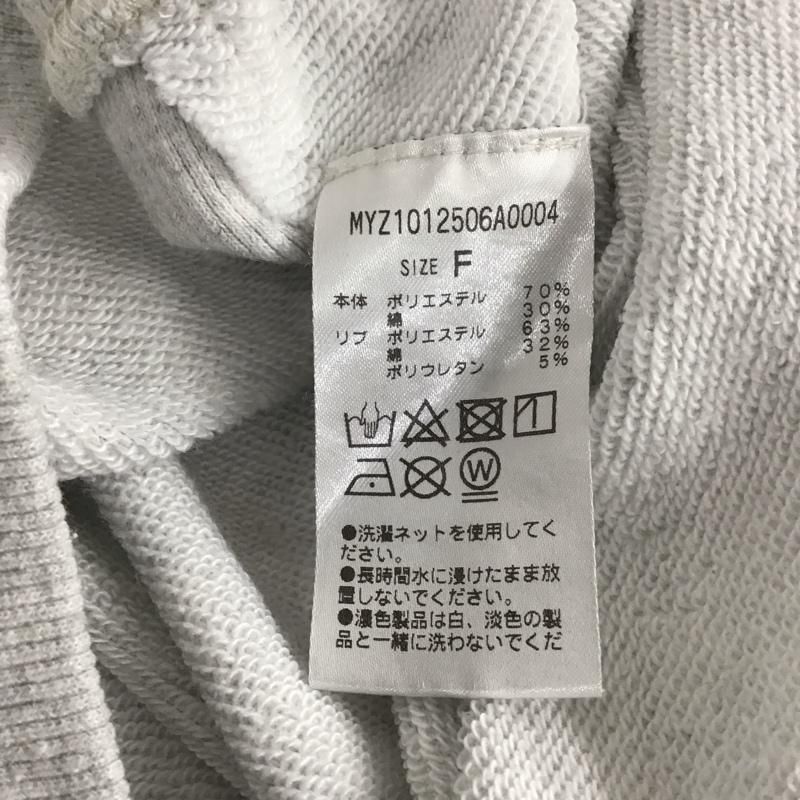 MYZ1012506A0004
SIZE F
本体 ポリエステル 70%
綿 30%
リブ ポリエステル 63%
綿 32%
ポリウレタン 5%
W
●洗濯ネットを使用してく
ださい。
●長時間水に浸けたまま放
置しないでください。
●濃色製品は白、淡色の製
品と一緒に洗わないでくだ